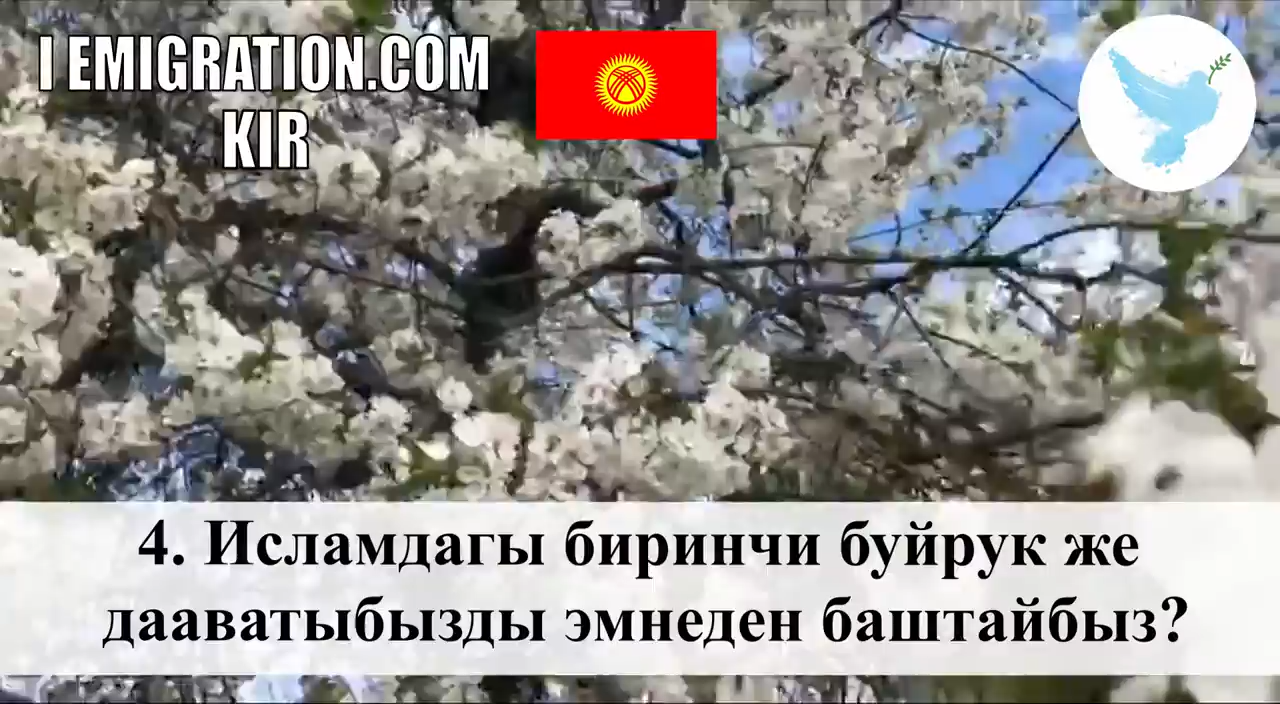 I EMIGRATION.COM
KIR
4. Исламдагы биринчи буйрук же
дааватыбызды эмнеден баштайбыз?